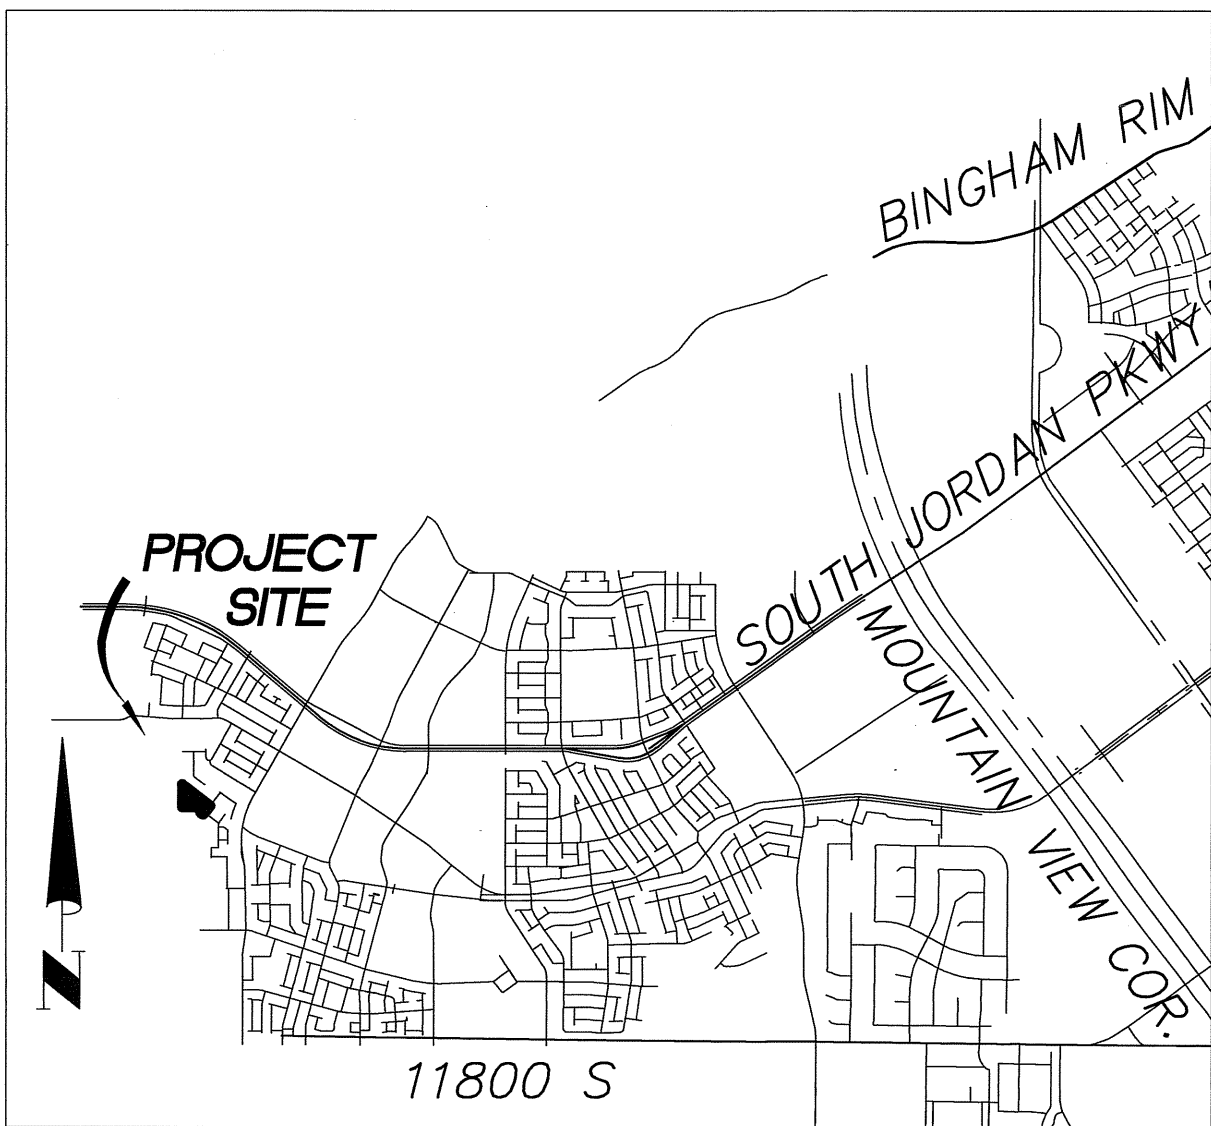 BINGHAM RIM
SOUTH JORDAN PKWY
PROJECT
SITE
MOUNTAIN VIEW COR.
N
11800 S